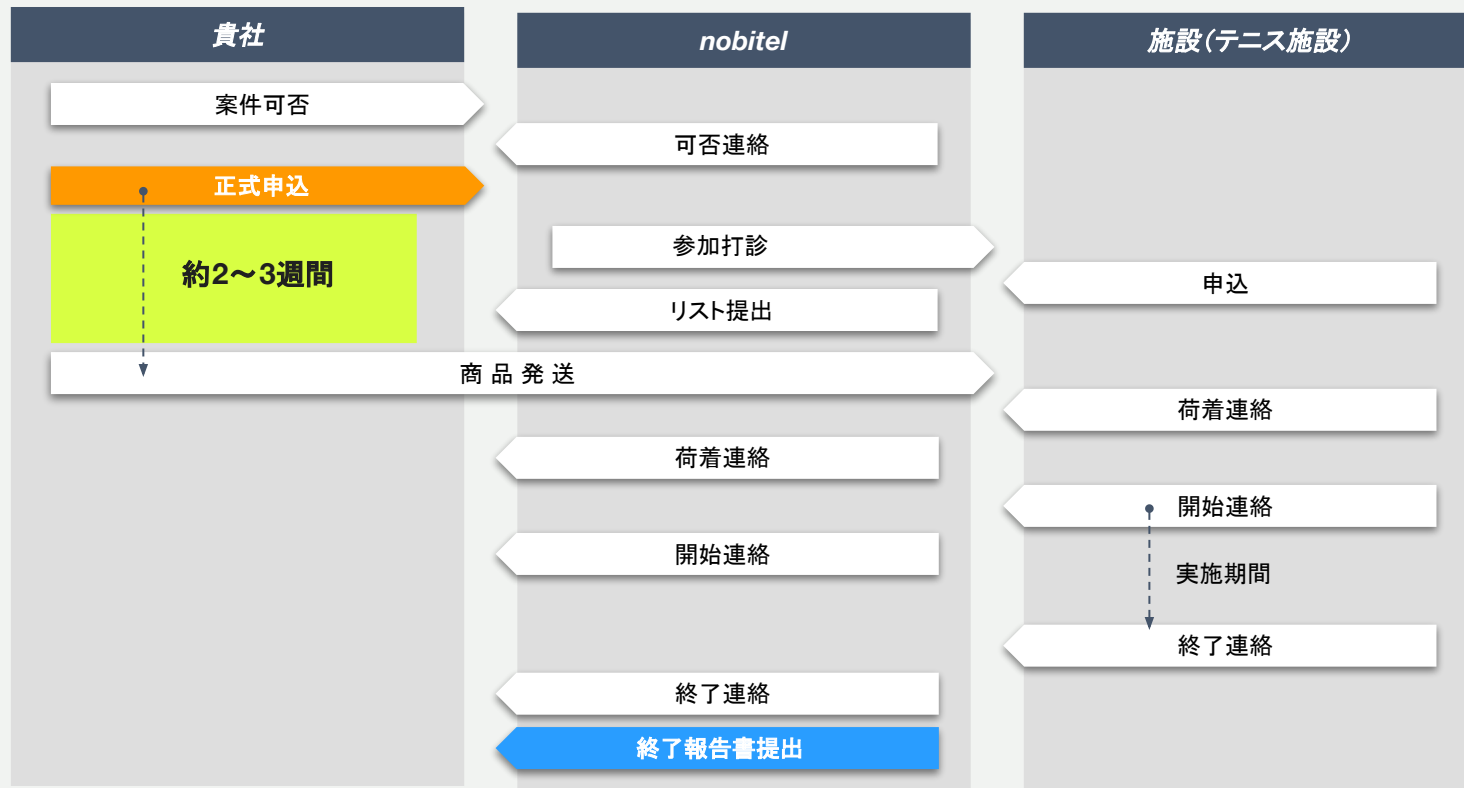 貴社
nobitel
施設(テニス施設)
案件可否
可否連絡
正式申込
参加打診
約2〜3週間
申込
リスト提出
商 品 発 送
荷着連絡
荷着連絡
開始連絡
開始連絡
実施期間
終了連絡
終了連絡
終了報告書提出